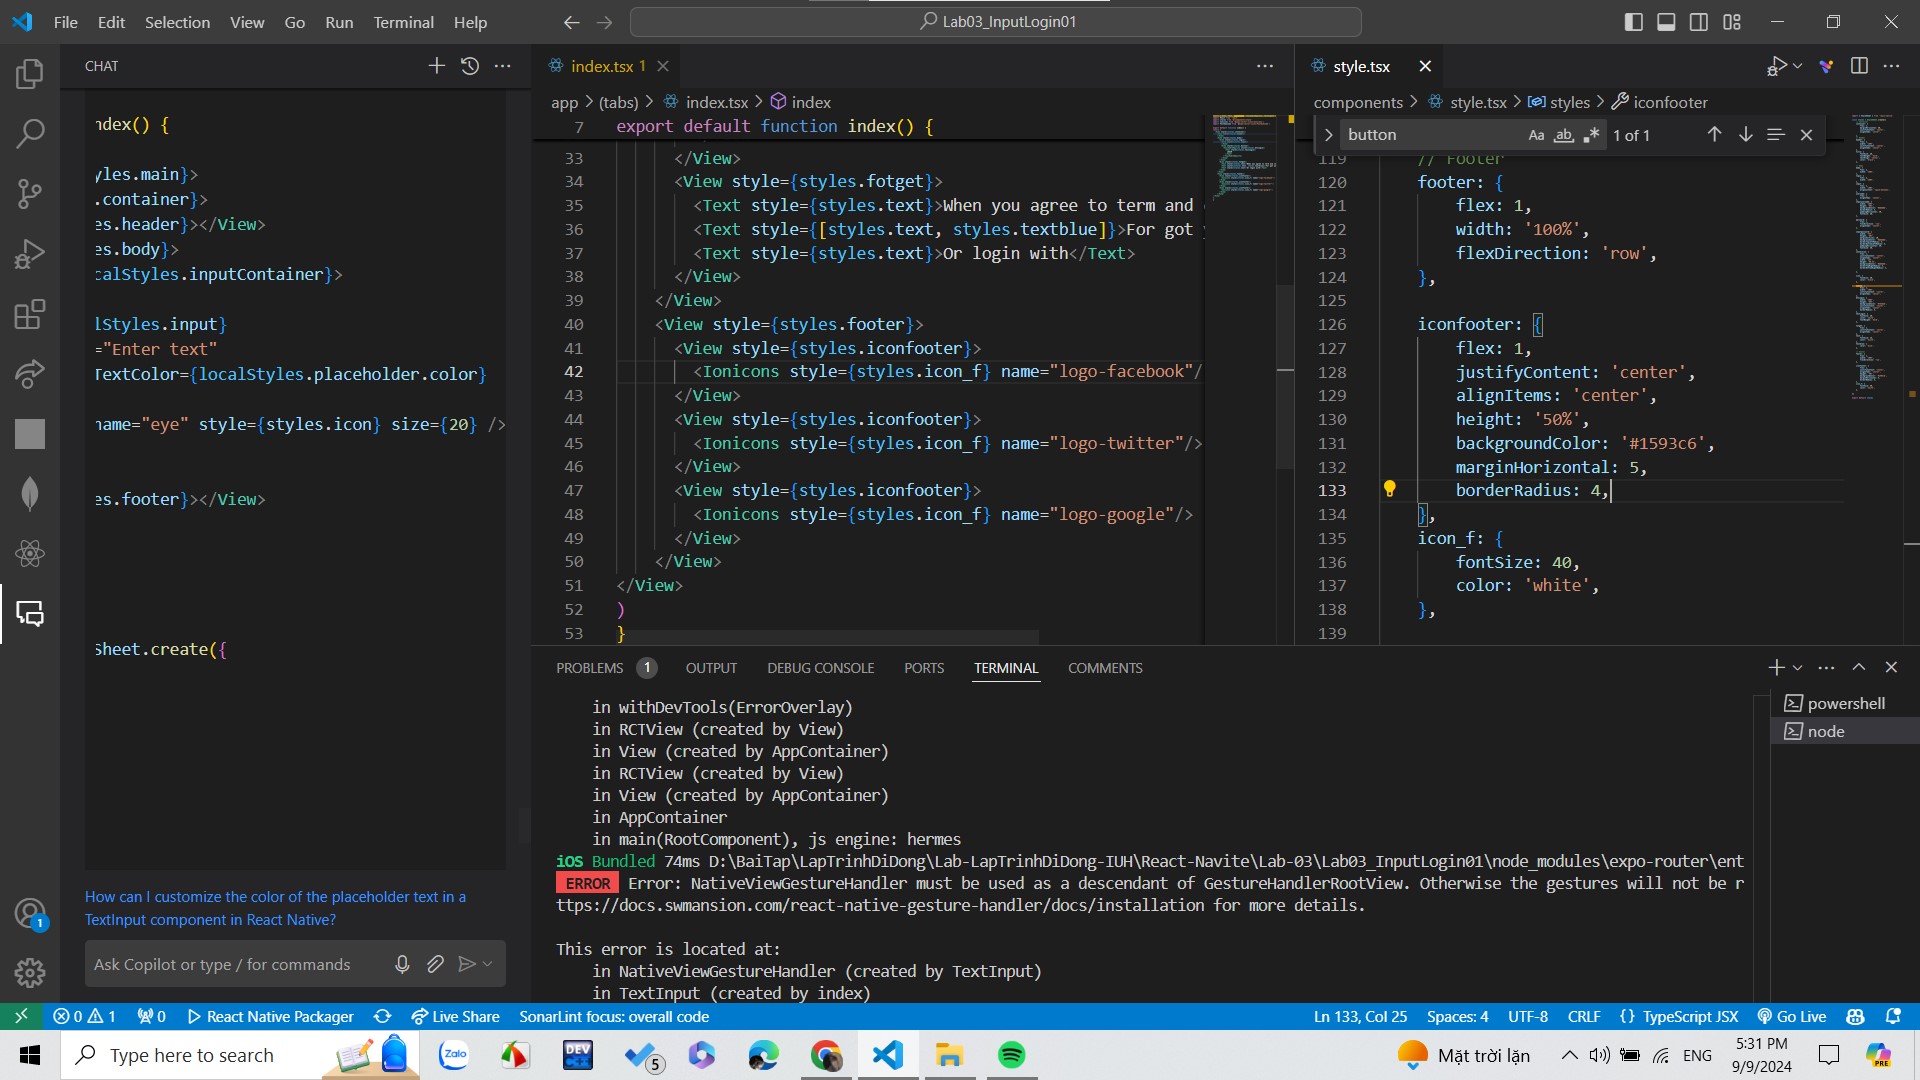 File Edit Selection View Go Run Terminal Help
Lab03_InputLogin01
CHAT
ndex() {
yles.main}>
.container}>
es.header}></View>
es.body}>
calStyles.inputContainer}>
lStyles.input}
="Enter text"
TextColor={localStyles.placeholder.color}
name="eye" style={styles.icon} size={20} />
es.footer}></View>
Sheet.create({
How can I customize the color of the placeholder text in a
TextInput component in React Native?
Ask Copilot or type / for commands
index.tsx 1
app > (tabs) > index.tsx > index
7 export default function index() {
33 </View>
34 <View style={styles.fotget}>
35 <Text style={styles.text}>When you agree to term and
36 <Text style={[styles.text, styles.textblue]}>For got
37 <Text style={styles.text}>Or login with</Text>
38 </View>
39 </View>
40 <View style={styles.footer}>
41 <View style={styles.iconfooter}>
42 <Ionicons style={styles.icon_f} name="logo-facebook"/
43 </View>
44 <View style={styles.iconfooter}>
45 <Ionicons style={styles.icon_f} name="logo-twitter"/>
46 </View>
47 <View style={styles.iconfooter}>
48 <Ionicons style={styles.icon_f} name="logo-google"/>
49 </View>
50 </View>
51 </View>
52 )
53 }
style.tsx
components > style.tsx > styles > iconfooter
button Aa ab 1 of 1
119 // Footer
120 footer: {
121 flex: 1,
122 width: '100%',
123 flexDirection: 'row',
124 },
125
126 iconfooter: {
127 flex: 1,
128 justifyContent: 'center',
129 alignItems: 'center',
130 height: '50%',
131 backgroundColor: '#1593c6',
132 marginHorizontal: 5,
133 borderRadius: 4,
134 },
135 icon_f: {
136 fontSize: 40,
137 color: 'white',
138 },
139
PROBLEMS 1 OUTPUT DEBUG CONSOLE PORTS TERMINAL COMMENTS
in withDevTools(ErrorOverlay)
in RCTView (created by View)
in View (created by AppContainer)
in RCTView (created by View)
in View (created by AppContainer)
in AppContainer
in main(RootComponent), js engine: hermes
iOS Bundled 74ms D:\BaiTap\LapTrinhDiDong\Lab-LapTrinhDiDong-IUH\React-Navite\Lab-03\Lab03_InputLogin01\node_modules\expo-router\ent
ERROR Error: NativeViewGestureHandler must be used as a descendant of GestureHandlerRootView. Otherwise the gestures will not be r
ttps://docs.swmansion.com/react-native-gesture-handler/docs/installation for more details.
This error is located at:
in NativeViewGestureHandler (created by TextInput)
in TextInput (created by index)
powershell
node
1
0 1 0 React Native Packager Live Share SonarLint focus: overall code Ln 133, Col 25 Spaces: 4 UTF-8 CRLF {} TypeScript JSX Go Live
Type here to search Zalo DEV C++ 5 Mặt trời lặn ENG 5:31 PM
9/9/2024
PRE